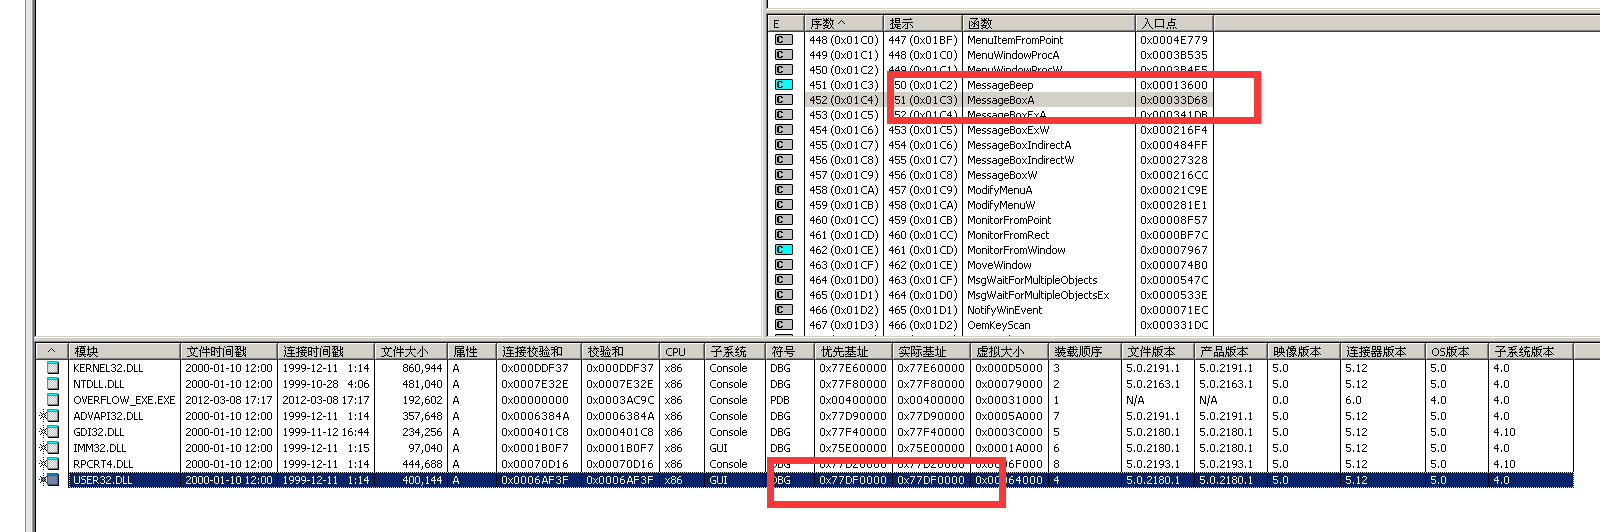 E 序数 ^ 提示 函数 入口点
C 448 (0x01C0) 447 (0x01BF) MenuItemFromPoint 0x0004E779
C 449 (0x01C1) 448 (0x01C0) MenuWindowProcA 0x0003B535
C 450 (0x01C2) 449 (0x01C1) MenuWindowProcW 0x0003B4F5
C 451 (0x01C3) 50 (0x01C2) MessageBeep 0x00013600
C 452 (0x01C4) 51 (0x01C3) MessageBoxA 0x00033D68
C 453 (0x01C5) 52 (0x01C4) MessageBoxExA 0x000341DB
C 454 (0x01C6) 453 (0x01C5) MessageBoxExW 0x000216F4
C 455 (0x01C7) 454 (0x01C6) MessageBoxIndirectA 0x000484FF
C 456 (0x01C8) 455 (0x01C7) MessageBoxIndirectW 0x00027328
C 457 (0x01C9) 456 (0x01C8) MessageBoxW 0x000216CC
C 458 (0x01CA) 457 (0x01C9) ModifyMenuA 0x00021C9E
C 459 (0x01CB) 458 (0x01CA) ModifyMenuW 0x000281E1
C 460 (0x01CC) 459 (0x01CB) MonitorFromPoint 0x00008F57
C 461 (0x01CD) 460 (0x01CC) MonitorFromRect 0x0000BF7C
C 462 (0x01CE) 461 (0x01CD) MonitorFromWindow 0x00007967
C 463 (0x01CF) 462 (0x01CE) MoveWindow 0x000074B0
C 464 (0x01D0) 463 (0x01CF) MsgWaitForMultipleObjects 0x0000547C
C 465 (0x01D1) 464 (0x01D0) MsgWaitForMultipleObjectsEx 0x0000533E
C 466 (0x01D2) 465 (0x01D1) NotifyWinEvent 0x000071EC
C 467 (0x01D3) 466 (0x01D2) OemKeyScan 0x000331DC
^ 模块 文件时间戳 连接时间戳 文件大小 属性 连接校验和 校验和 CPU 子系统 符号 优先基址 实际基址 虚拟大小 装载顺序 文件版本 产品版本 映像版本 连接器版本 OS版本 子系统版本
KERNEL32.DLL 2000-01-10 12:00 1999-12-11 1:14 860,944 A 0x000DDF37 0x000DDF37 x86 Console DBG 0x77E60000 0x77E60000 0x000D5000 3 5.0.2191.1 5.0.2191.1 5.0 5.12 5.0 4.0
NTDLL.DLL 2000-01-10 12:00 1999-10-28 4:06 481,040 A 0x0007E32E 0x0007E32E x86 Console DBG 0x77F80000 0x77F80000 0x00079000 2 5.0.2163.1 5.0.2163.1 5.0 5.12 5.0 4.0
OVERFLOW_EXE.EXE 2012-03-08 17:17 2012-03-08 17:17 192,602 A 0x00000000 0x0003AC9C x86 Console PDB 0x00400000 0x00400000 0x00031000 1 N/A N/A 0.0 6.0 4.0 4.0
ADVAPI32.DLL 2000-01-10 12:00 1999-12-11 1:14 357,648 A 0x0006384A 0x0006384A x86 Console DBG 0x77D90000 0x77D90000 0x0005A000 7 5.0.2191.1 5.0.2191.1 5.0 5.12 5.0 4.0
GDI32.DLL 2000-01-10 12:00 1999-11-12 16:44 234,256 A 0x000401C8 0x000401C8 x86 Console DBG 0x77F40000 0x77F40000 0x0003C000 5 5.0.2180.1 5.0.2180.1 5.0 5.12 5.0 4.10
IMM32.DLL 2000-01-10 12:00 1999-12-11 1:15 97,040 A 0x0001B0F7 0x0001B0F7 x86 GUI DBG 0x75E00000 0x75E00000 0x0001A000 6 5.0.2180.1 5.0.2180.1 5.0 5.12 5.0 4.0
RPCRT4.DLL 2000-01-10 12:00 1999-12-11 1:14 444,688 A 0x00070D16 0x00070D16 x86 Console DBG 0x77D20000 0x77D20000 8 5.0.2193.1 5.0.2193.1 5.0 5.12 5.0 4.10
USER32.DLL 2000-01-10 12:00 1999-12-11 1:14 400,144 A 0x0006AF3F 0x0006AF3F x86 GUI DBG 0x77DF0000 0x77DF0000 4 5.0.2180.1 5.0.2180.1 5.0 5.12 5.0 4.0